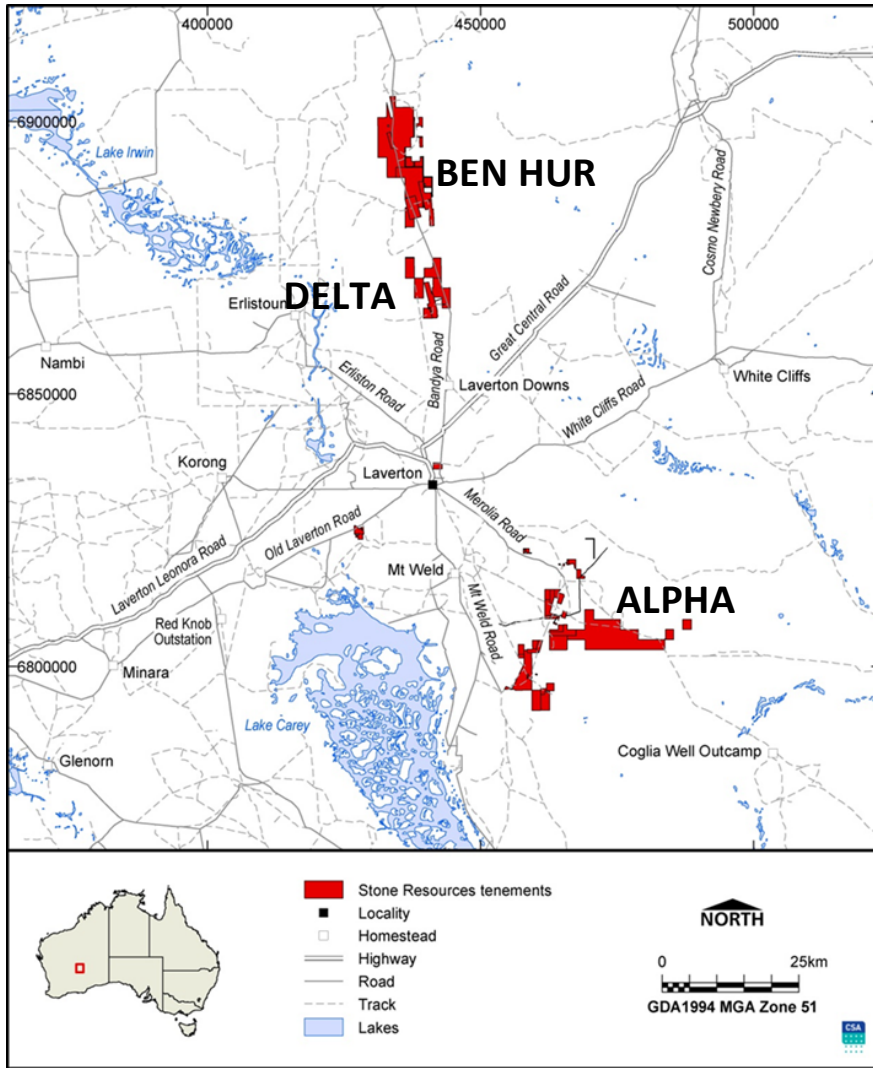 400000
450000
500000
6900000
Lake Irwin
BEN HUR
Cosmo Newbery Road
DELTA
Erlistoun
Great Central Road
Bandya Road
Nambi
Erliston Road
Laverton Downs
White Cliffs
6850000
White Cliffs Road
Korong
Laverton
Merolia Road
Old Laverton Road
Laverton Leonora Road
Mt Weld
Mt Weld Road
ALPHA
Red Knob
Outstation
6800000
Minara
Lake Carey
Glenorn
Coglia Well Outcamp
Stone Resources tenements
Locality
Homestead
Highway
Road
Track
Lakes
NORTH
0
25km
GDA1994 MGA Zone 51
CSA